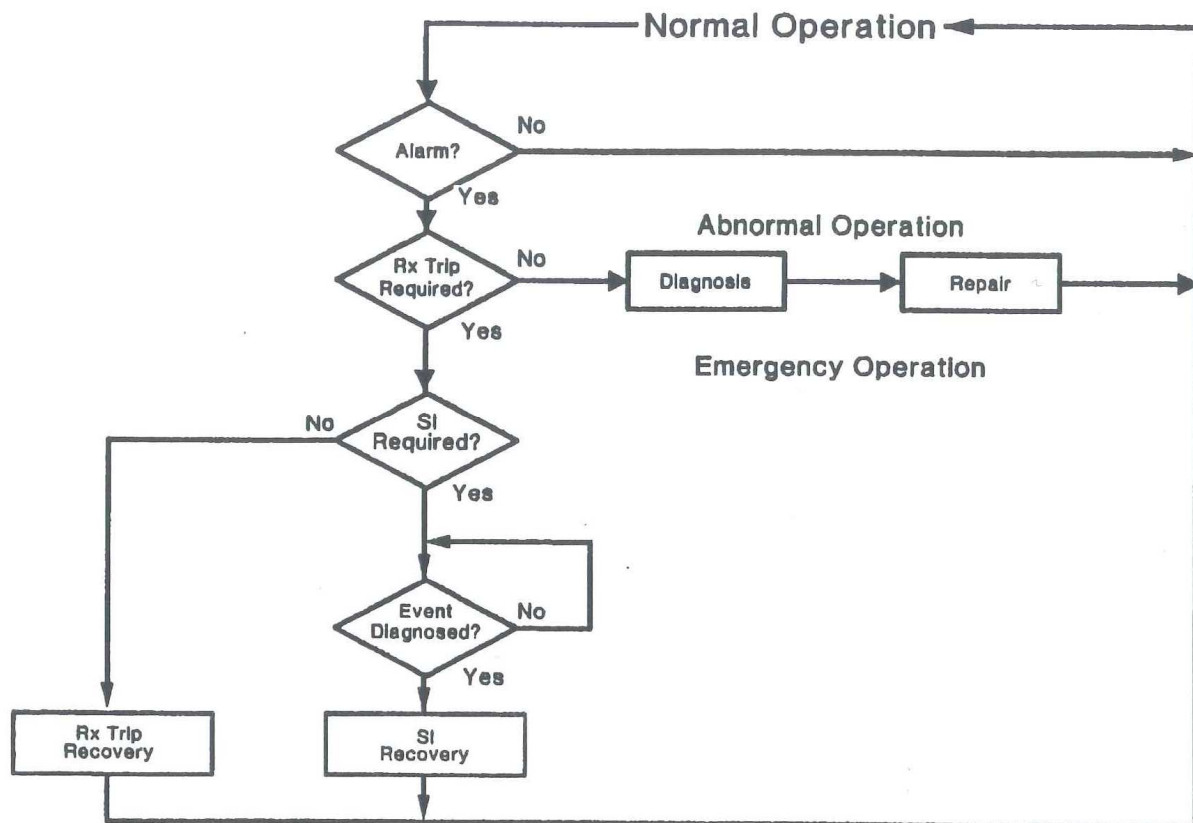 Normal Operation
Alarm?
No
Yes
Abnormal Operation
Rx Trip
Required?
No
Diagnosis
Repair
Yes
Emergency Operation
SI
Required?
No
Yes
Event
Diagnosed?
No
Yes
Rx Trip
Recovery
SI
Recovery